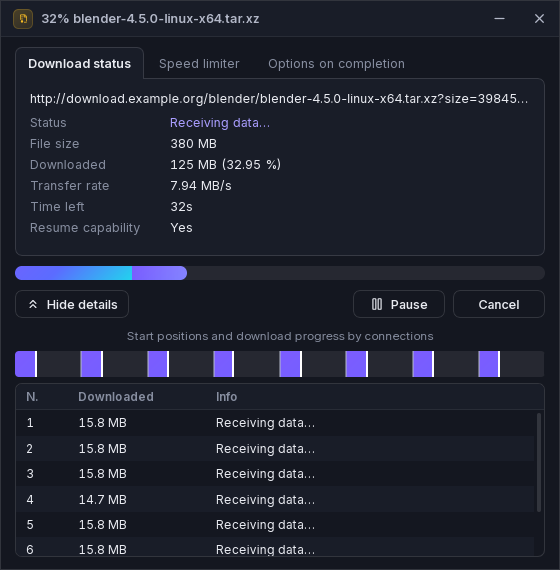 32% blender-4.5.0-linux-x64.tar.xz
Download status Speed limiter Options on completion
http://download.example.org/blender/blender-4.5.0-linux-x64.tar.xz?size=39845...
Status Receiving data...
File size 380 MB
Downloaded 125 MB (32.95 %)
Transfer rate 7.94 MB/s
Time left 32s
Resume capability Yes
Hide details Pause Cancel
Start positions and download progress by connections
N. Downloaded Info
1 15.8 MB Receiving data...
2 15.8 MB Receiving data...
3 15.8 MB Receiving data...
4 14.7 MB Receiving data...
5 15.8 MB Receiving data...
6 15.8 MB Receiving data...